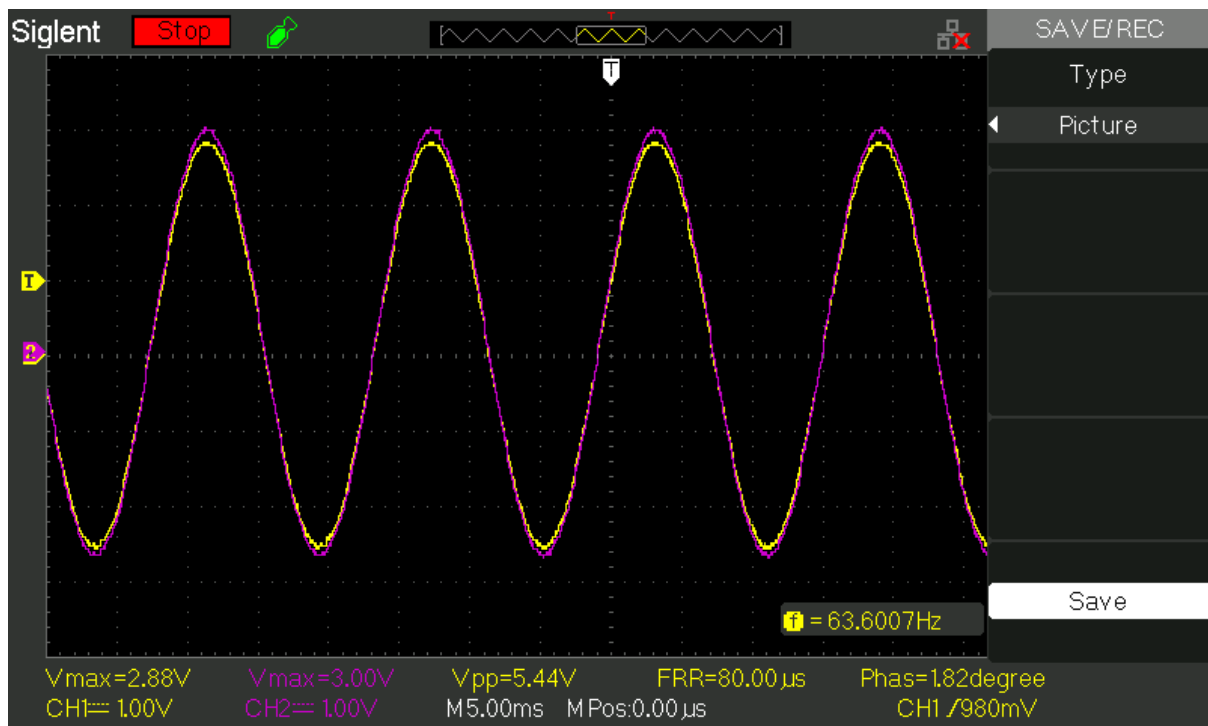 Siglent Stop T SAVE/REC
T
Type
Picture
T
2
Save
f = 63.6007Hz
Vmax=2.88V Vmax=3.00V Vpp=5.44V FRR=80.00µs Phas=1.82degree
CH1 1.00V CH2 1.00V M5.00ms MPos:0.00µs CH1 /980mV